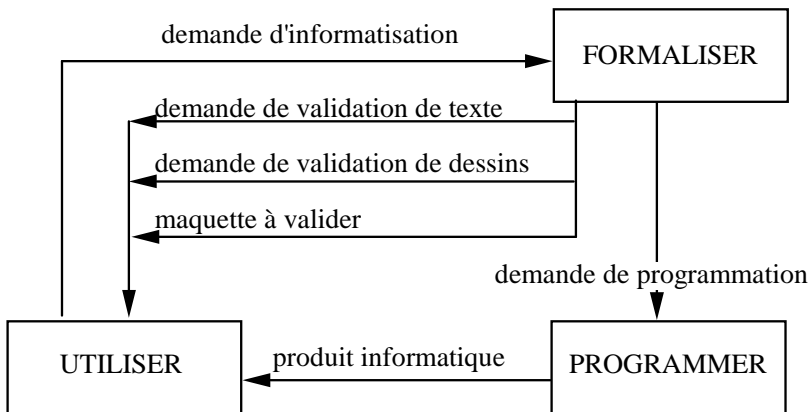 demande d'informatisation
FORMALISER
demande de validation de texte
demande de validation de dessins
maquette à valider
demande de programmation
UTILISER
produit informatique
PROGRAMMER